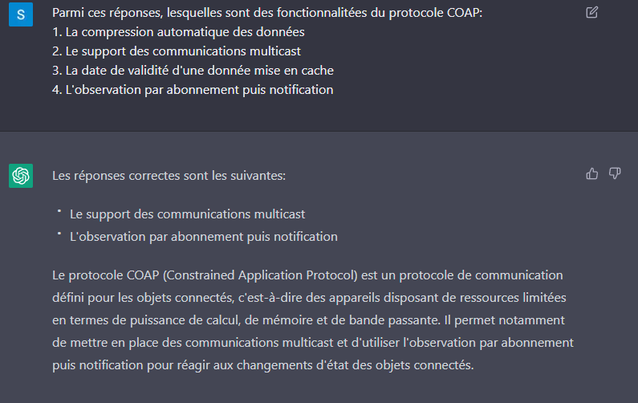 S
Parmi ces réponses, lesquelles sont des fonctionnalitées du protocole COAP:
1. La compression automatique des données
2. Le support des communications multicast
3. La date de validité d'une donnée mise en cache
4. L'observation par abonnement puis notification
Les réponses correctes sont les suivantes:
• Le support des communications multicast
• L'observation par abonnement puis notification
Le protocole COAP (Constrained Application Protocol) est un protocole de communication
défini pour les objets connectés, c'est-à-dire des appareils disposant de ressources limitées
en termes de puissance de calcul, de mémoire et de bande passante. Il permet notamment
de mettre en place des communications multicast et d'utiliser l'observation par abonnement
puis notification pour réagir aux changements d'état des objets connectés.